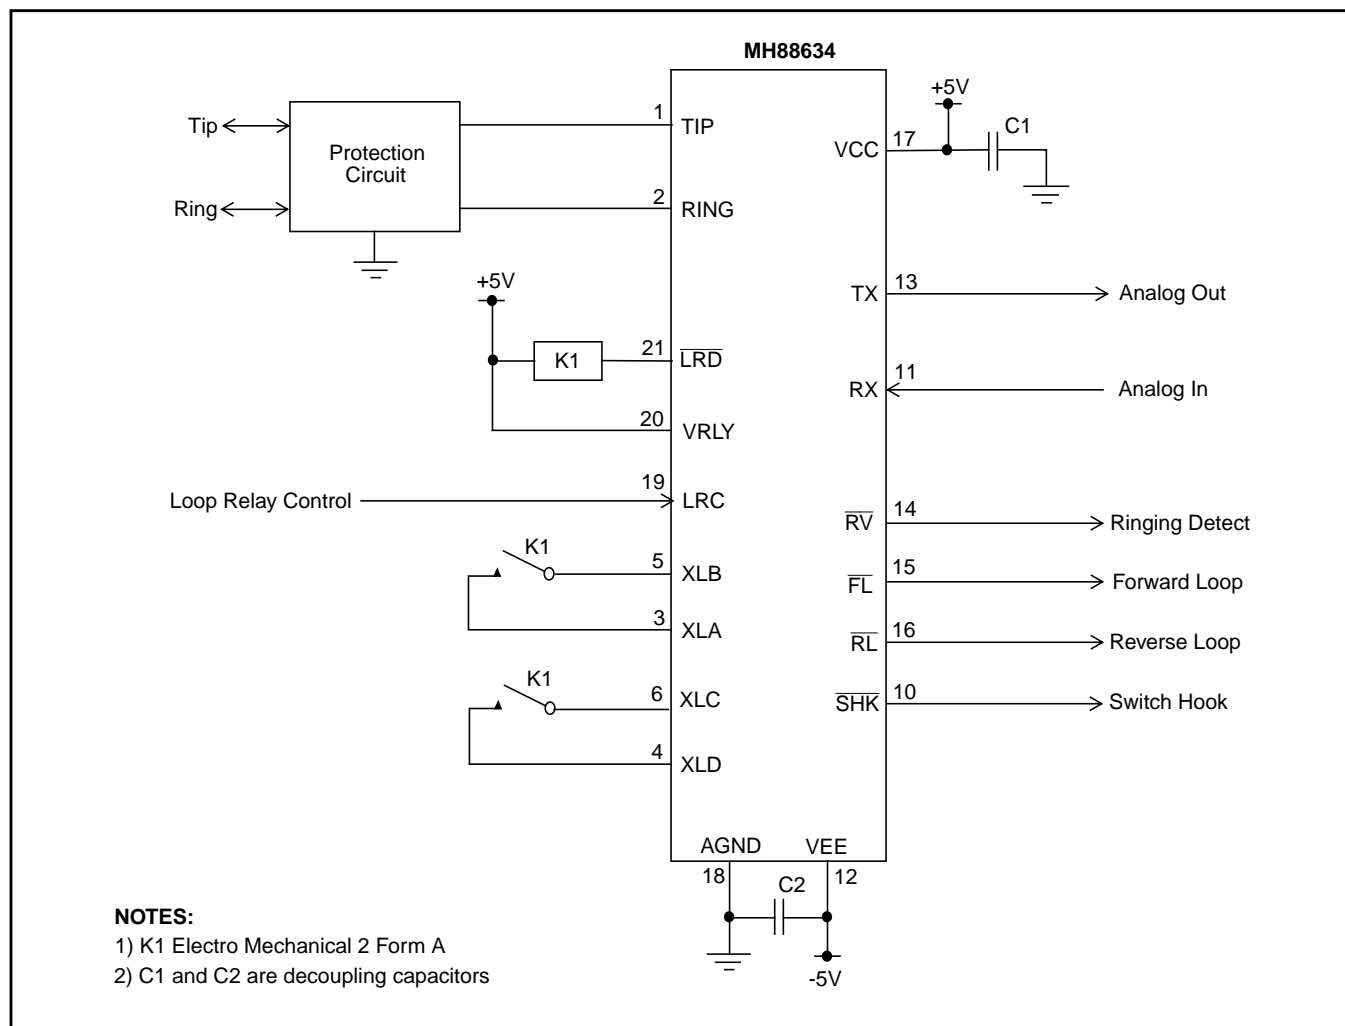 MH88634
+5V
C1
1
Tip
TIP
17
VCC
Protection
Circuit
2
Ring
RING
+5V
13
TX
Analog Out
21
K1
LRD
11
RX
Analog In
20
VRLY
19
Loop Relay Control
LRC
14
RV
Ringing Detect
K1
5
XLB
15
FL
Forward Loop
3
XLA
16
RL
Reverse Loop
K1
6
XLC
10
SHK
Switch Hook
4
XLD
AGND
VEE
18
12
C2
-5V
NOTES:
1) K1 Electro Mechanical 2 Form A
2) C1 and C2 are decoupling capacitors